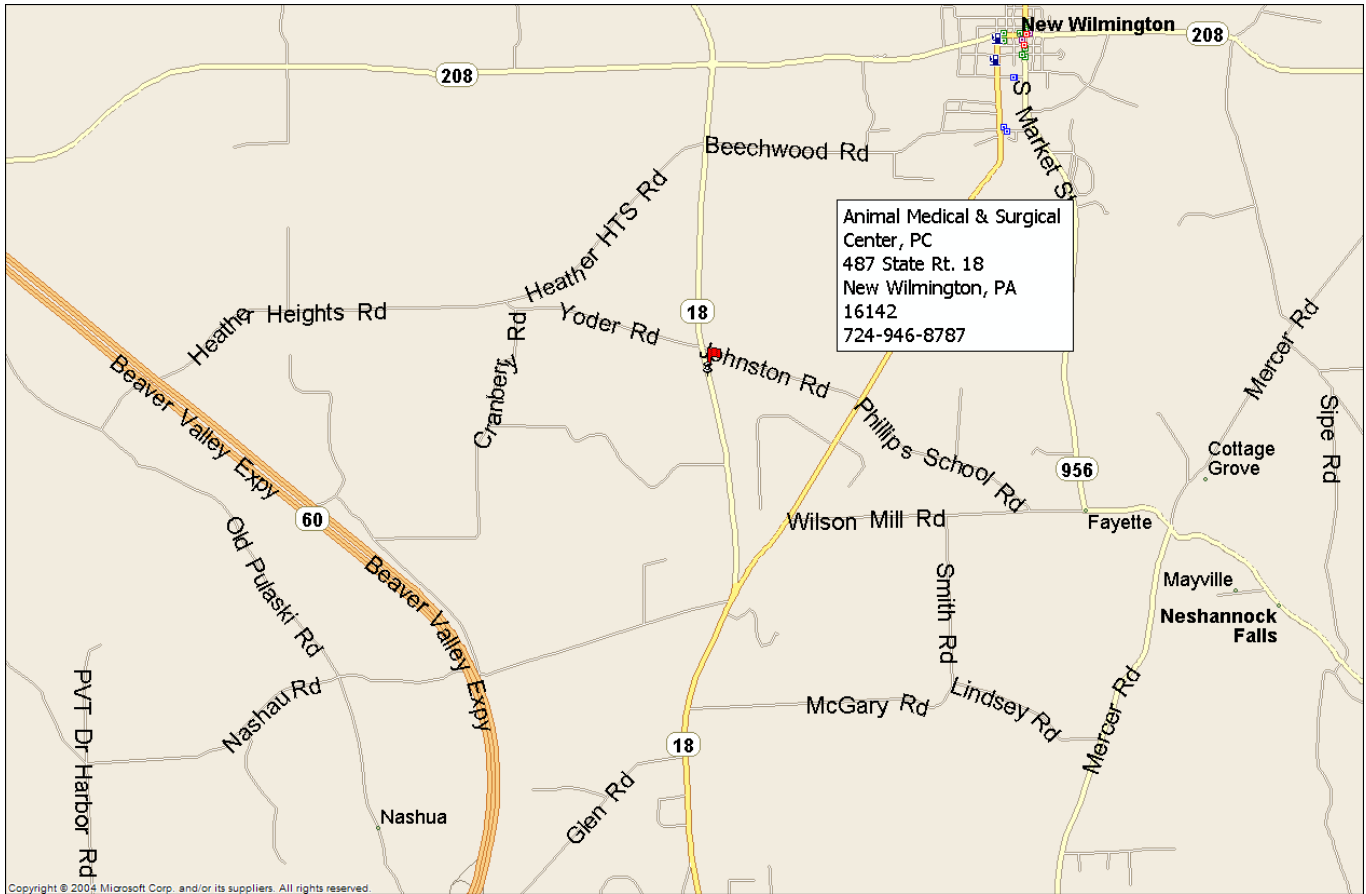 New Wilmington
208
208
S Market St
Beechwood Rd
Heather HTS Rd
Animal Medical & Surgical
Center, PC
487 State Rt. 18
New Wilmington, PA
16142
724-946-8787
Heather Heights Rd
Yoder Rd
18
Johnston Rd
Cranbery Rd
Mercer Rd
Beaver Valley Expy
Phillips School Rd
Sipe Rd
Cottage
Grove
956
60
Wilson Mill Rd
Fayette
Old Pulaski Rd
Beaver Valley Expy
Smith Rd
Mayville
Neshannock
Falls
PVT Dr Harbor Rd
Nashau Rd
McGary Rd
Lindsey Rd
Mercer Rd
18
Glen Rd
Nashua
Copyright © 2004 Microsoft Corp. and/or its suppliers. All rights reserved.